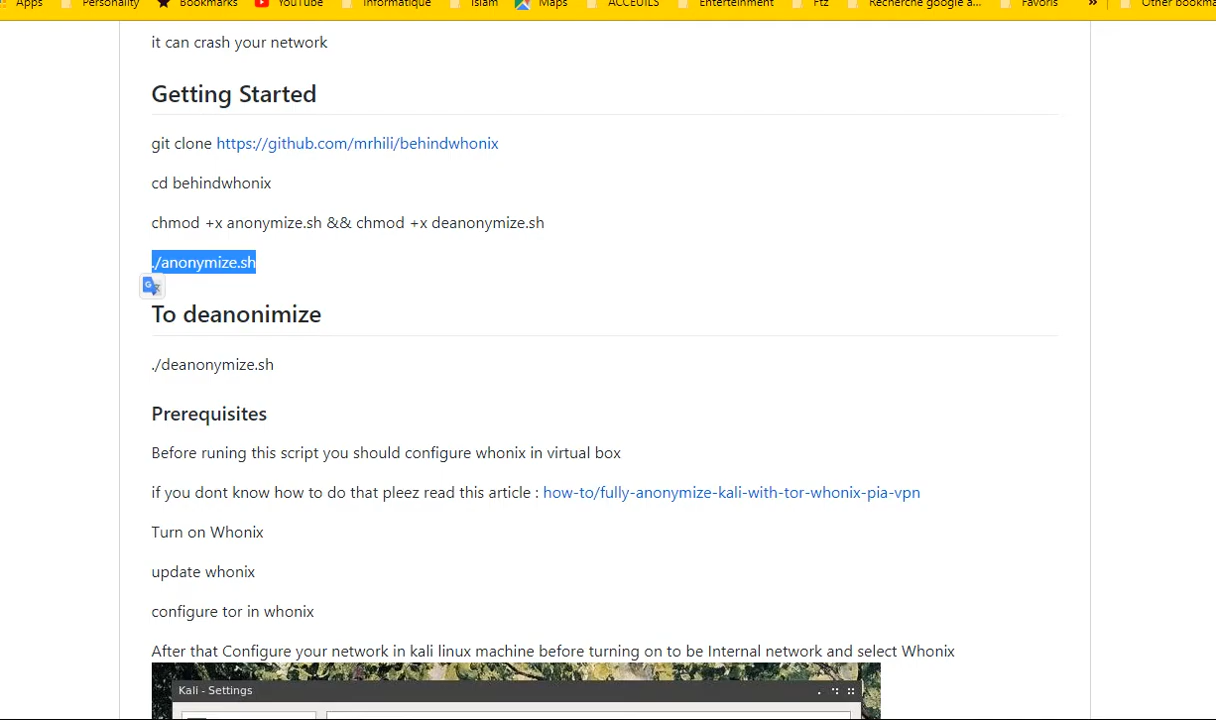 Apps Personality Bookmarks YouTube Informatique Islam Maps ACCEUILS Enterteinment Ftz Recherche google a... Favoris » Other bookma
it can crash your network
Getting Started
git clone https://github.com/mrhili/behindwhonix
cd behindwhonix
chmod +x anonymize.sh && chmod +x deanonymize.sh
./anonymize.sh
To deanonimize
./deanonymize.sh
Prerequisites
Before runing this script you should configure whonix in virtual box
if you dont know how to do that pleez read this article : how-to/fully-anonymize-kali-with-tor-whonix-pia-vpn
Turn on Whonix
update whonix
configure tor in whonix
After that Configure your network in kali linux machine before turning on to be Internal network and select Whonix
Kali - Settings